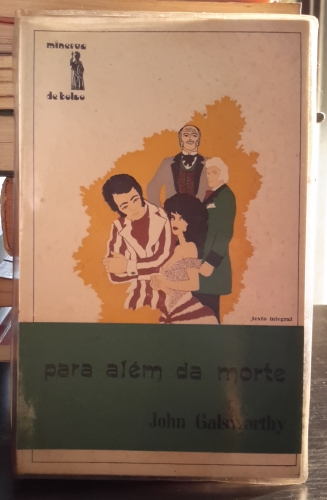 minerva
de bolso
texto integral
para além da morte
John Galsworthy